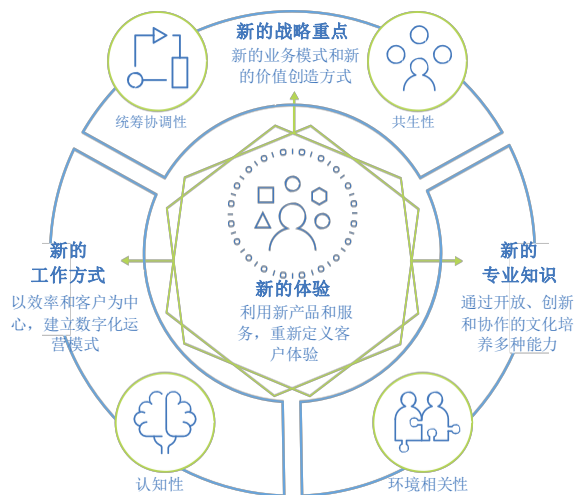 新的战略重点
新的业务模式和新
的价值创造方式
统筹协调性
共生性
新的
工作方式
以效率和客户为中
心，建立数字化运
营模式
新的体验
利用新产品和服
务，重新定义客
户体验
新的
专业知识
通过开放、创新
和协作的文化培
养多种能力
认知性
环境相关性